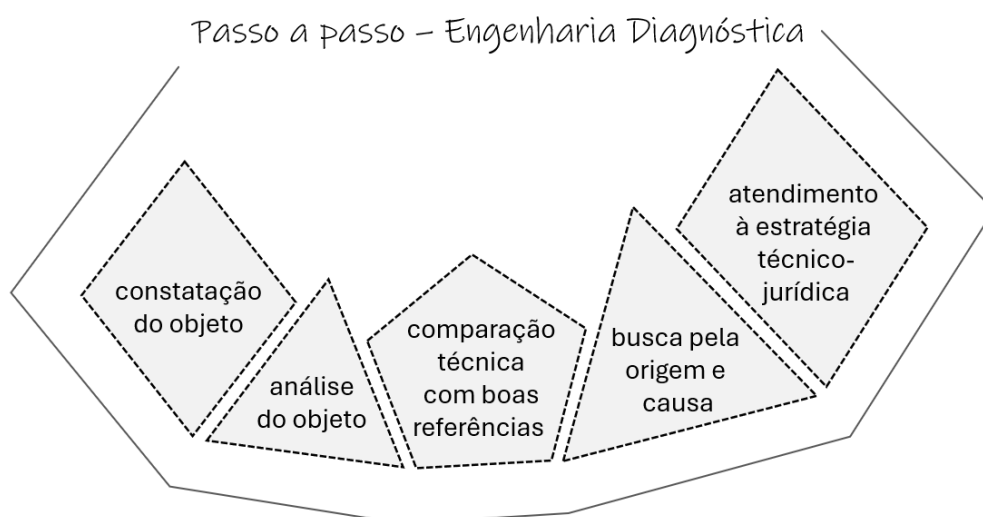 Passo a passo – Engenharia Diagnóstica
constatação
do objeto
análise
do objeto
comparação
técnica
com boas
referências
busca pela
origem e
causa
atendimento
à estratégia
técnico-
jurídica